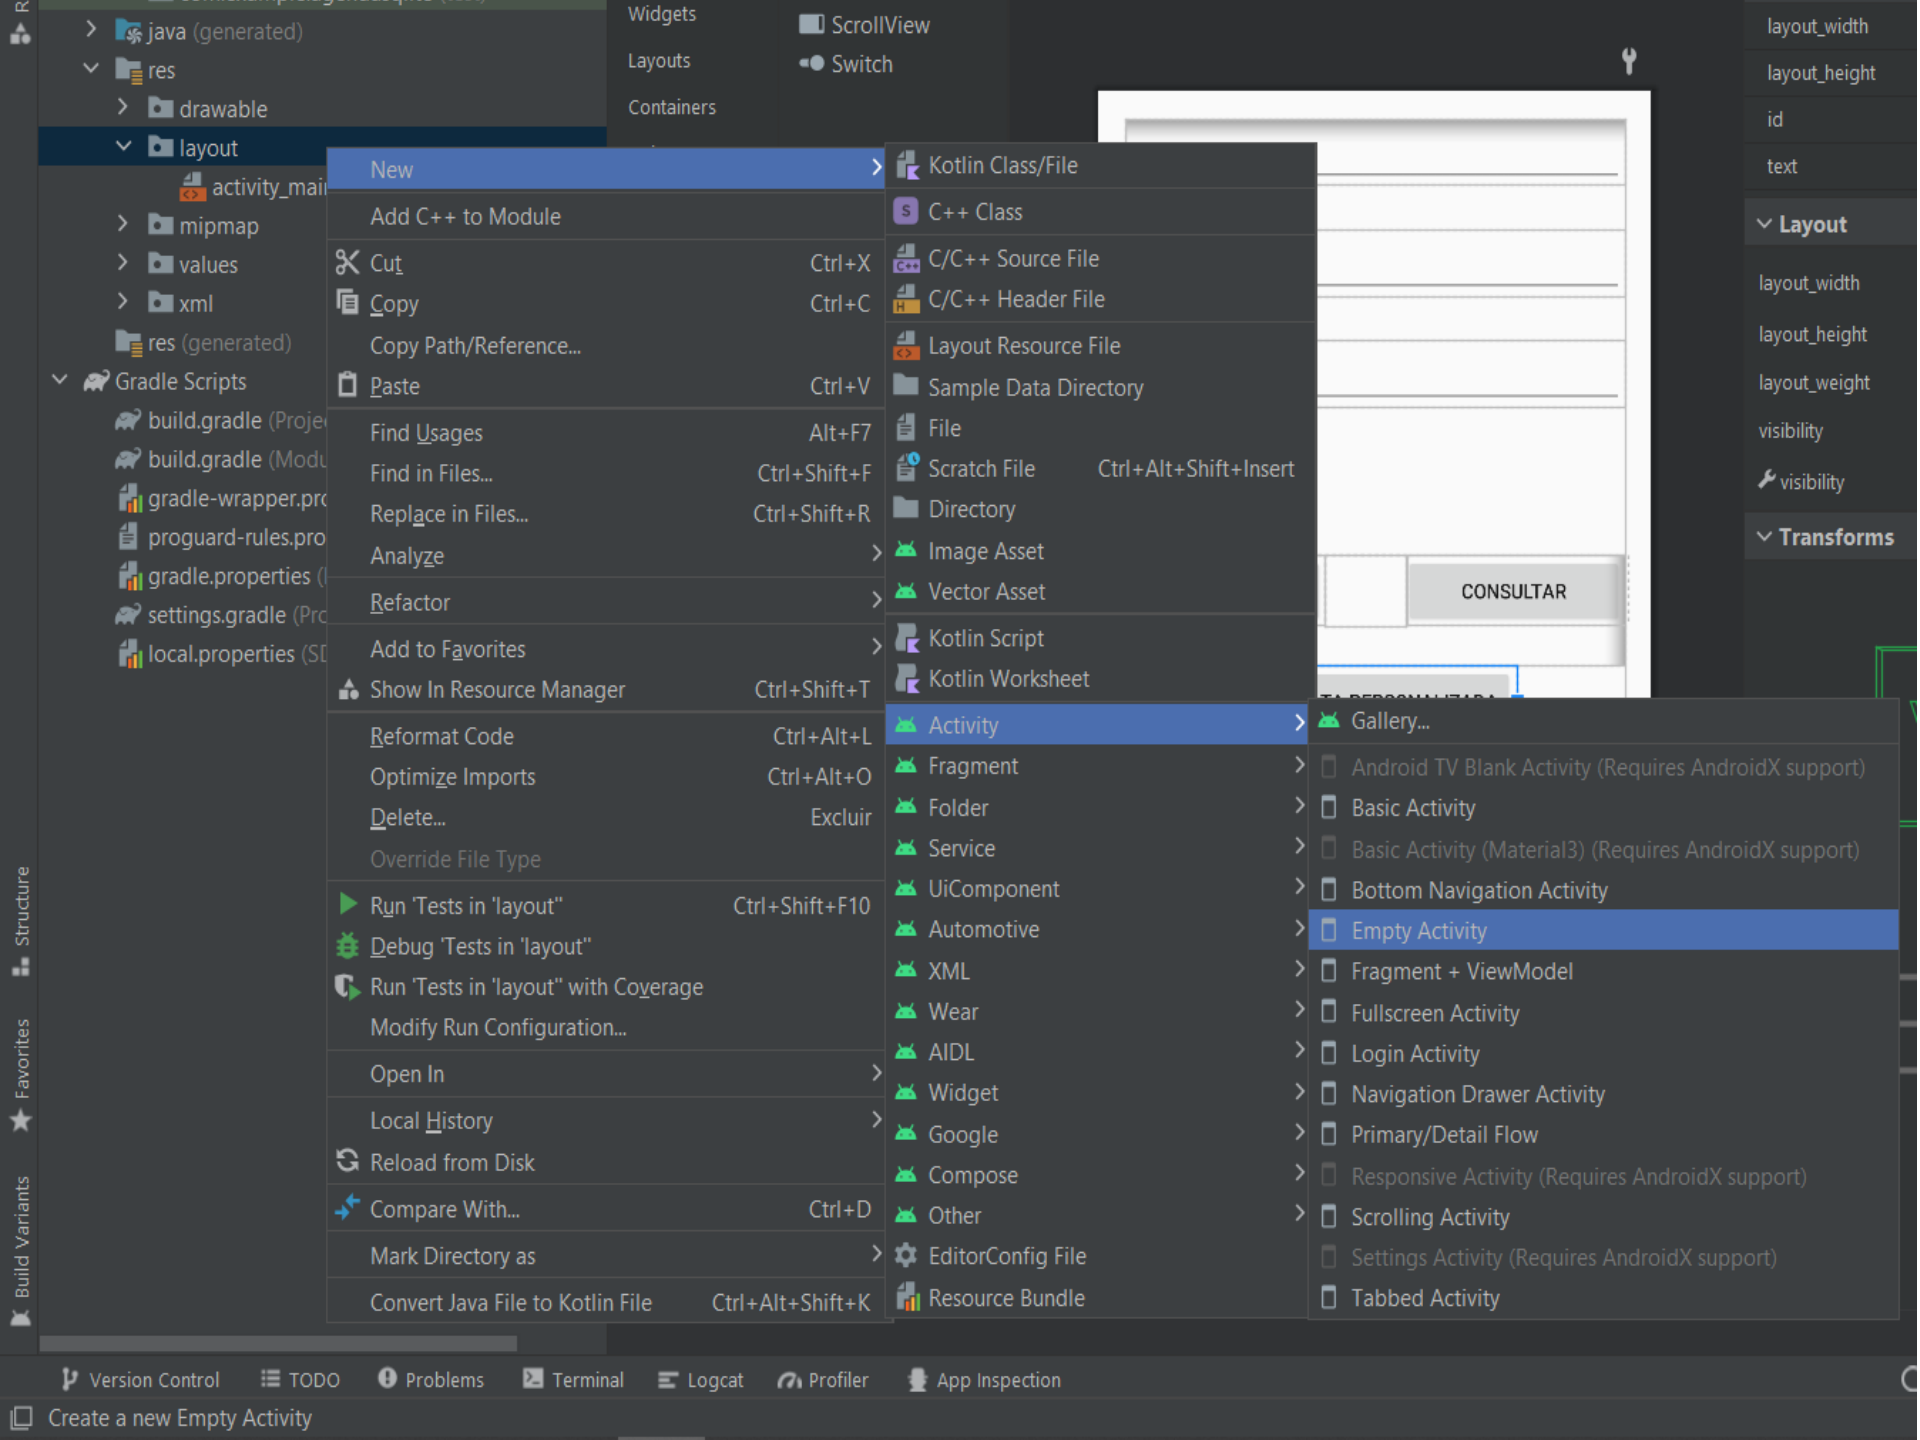 java (generated)
res
drawable
layout
mipmap
values
xml
res (generated)
Gradle Scripts
build.gradle
build.gradle
settings.gradle
gradle.properties
local.properties
Structure
Favorites
Build Variants
Widgets
Layouts
Containers
ScrollView
Switch
New
Add C++ to Module
Cut Ctrl+X
Copy Ctrl+C
Copy Path/Reference...
Paste Ctrl+V
Find Usages Alt+F7
Find in Files... Ctrl+Shift+F
Replace in Files... Ctrl+Shift+R
Analyze
Refactor
Add to Favorites
Show In Resource Manager Ctrl+Shift+T
Reformat Code Ctrl+Alt+L
Optimize Imports Ctrl+Alt+O
Delete... Excluir
Override File Type
Run 'Tests in 'layout'' Ctrl+Shift+F10
Debug 'Tests in 'layout''
Run 'Tests in 'layout'' with Coverage
Modify Run Configuration...
Open In
Local History
Reload from Disk
Compare With... Ctrl+D
Mark Directory as
Convert Java File to Kotlin File Ctrl+Alt+Shift+K
Kotlin Class/File
C++ Class
C/C++ Source File
C/C++ Header File
Layout Resource File
Sample Data Directory
File
Scratch File Ctrl+Alt+Shift+Insert
Directory
Image Asset
Vector Asset
Kotlin Script
Kotlin Worksheet
Activity
Fragment
Folder
Service
UiComponent
Automotive
XML
Wear
AIDL
Widget
Google
Compose
Other
EditorConfig File
Resource Bundle
Gallery...
Android TV Blank Activity (Requires AndroidX support)
Basic Activity
Basic Activity (Material3) (Requires AndroidX support)
Bottom Navigation Activity
Empty Activity
Fragment + ViewModel
Fullscreen Activity
Login Activity
Navigation Drawer Activity
Primary/Detail Flow
Responsive Activity (Requires AndroidX support)
Scrolling Activity
Settings Activity (Requires AndroidX support)
Tabbed Activity
CONSULTAR
layout_width
layout_height
id
text
Layout
layout_width
layout_height
layout_weight
visibility
visibility
Transforms
Version Control TODO Problems Terminal Logcat Profiler App Inspection
Create a new Empty Activity